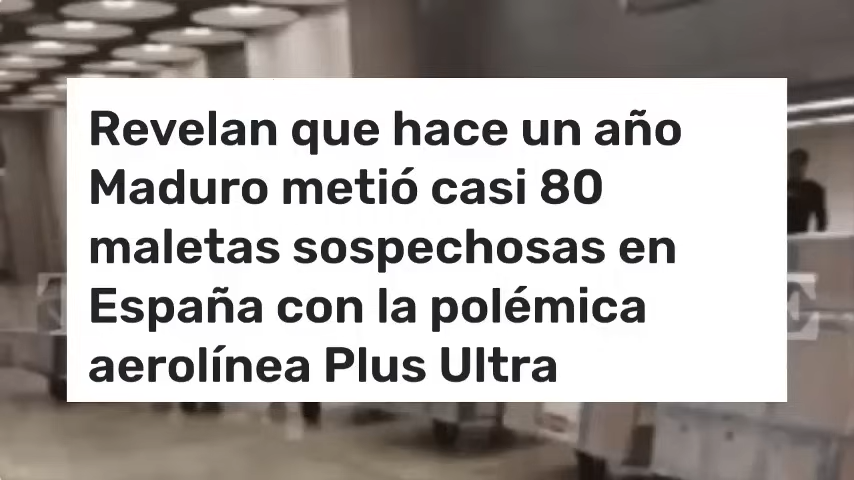 Revelan que hace un año
Maduro metió casi 80
maletas sospechosas en
España con la polémica
aerolínea Plus Ultra